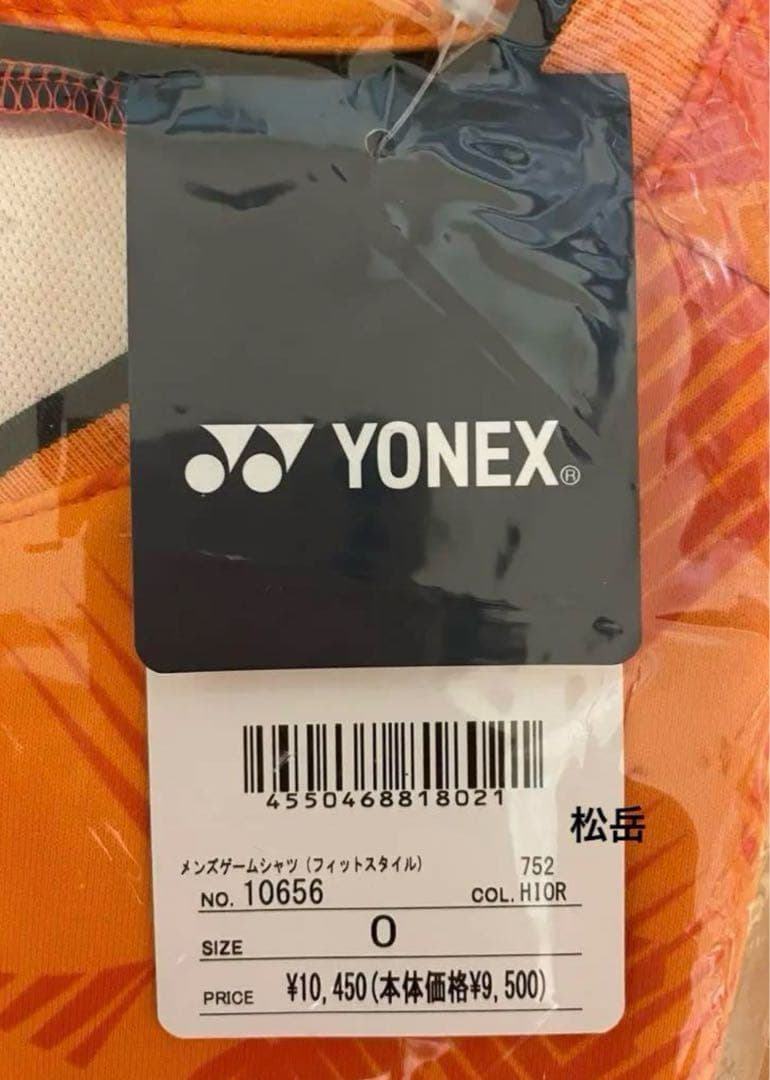 YONEX®
4550468818021
松岳
メンズゲームシャツ(フィットスタイル) 752
NO. 10656 COL. HIOR
SIZE O
PRICE ¥10,450(本体価格¥9,500)